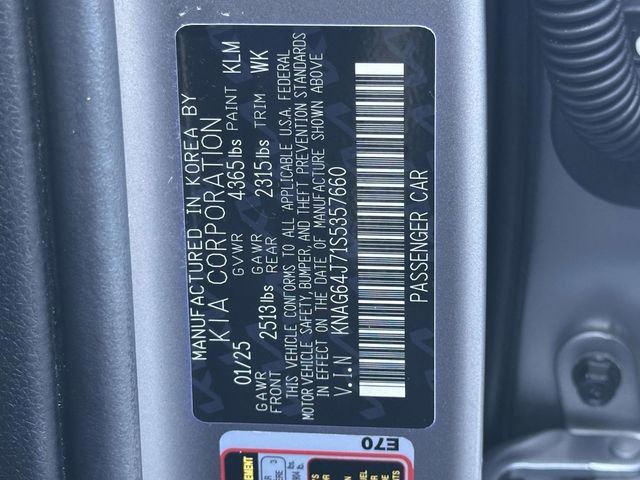 MANUFACTURED IN KOREA BY
KIA CORPORATION
01/25 GVWR 4365lbs PAINT KLM
GAWR FRONT 2513lbs GAWR REAR 2315lbs TRIM WK
THIS VEHICLE CONFORMS TO ALL APPLICABLE U.S.A. FEDERAL
MOTOR VEHICLE SAFETY, BUMPER AND THEFT PREVENTION STANDARDS
IN EFFECT ON THE DATE OF MANUFACTURE SHOWN ABOVE
V.I.N KNAG64J71S5357660
PASSENGER CAR
E70